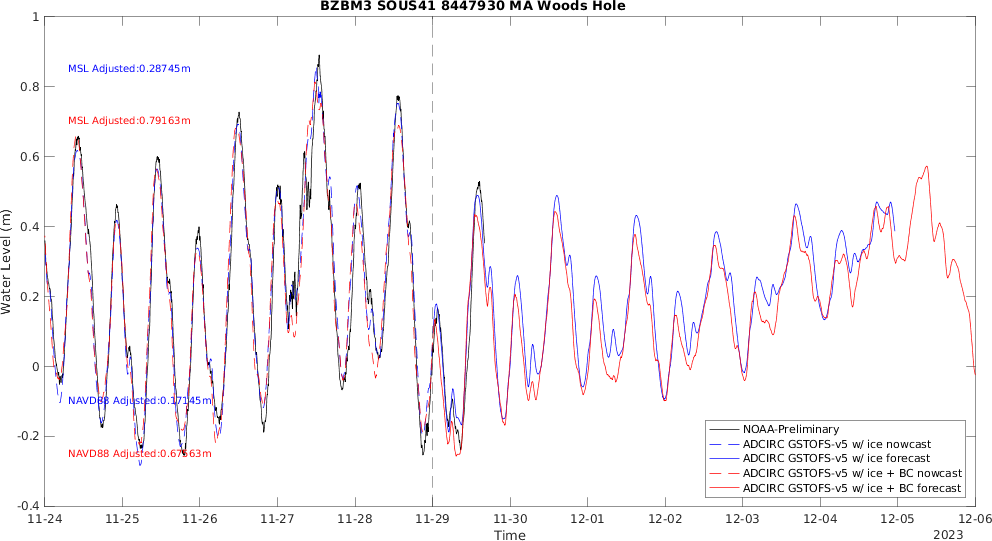 BZBM3 SOUS41 8447930 MA Woods Hole
1
0.8
0.6
0.4
0.2
0
-0.2
-0.4
Water Level (m)
MSL Adjusted:0.28745m
MSL Adjusted:0.79163m
NAVD88 Adjusted:0.17145m
NAVD88 Adjusted:0.67563m
NOAA-Preliminary
ADCIRC GSTOFS-v5 w/ ice nowcast
ADCIRC GSTOFS-v5 w/ ice forecast
ADCIRC GSTOFS-v5 w/ ice + BC nowcast
ADCIRC GSTOFS-v5 w/ ice + BC forecast
11-24 11-25 11-26 11-27 11-28 11-29 11-30 12-01 12-02 12-03 12-04 12-05 12-06
Time
2023